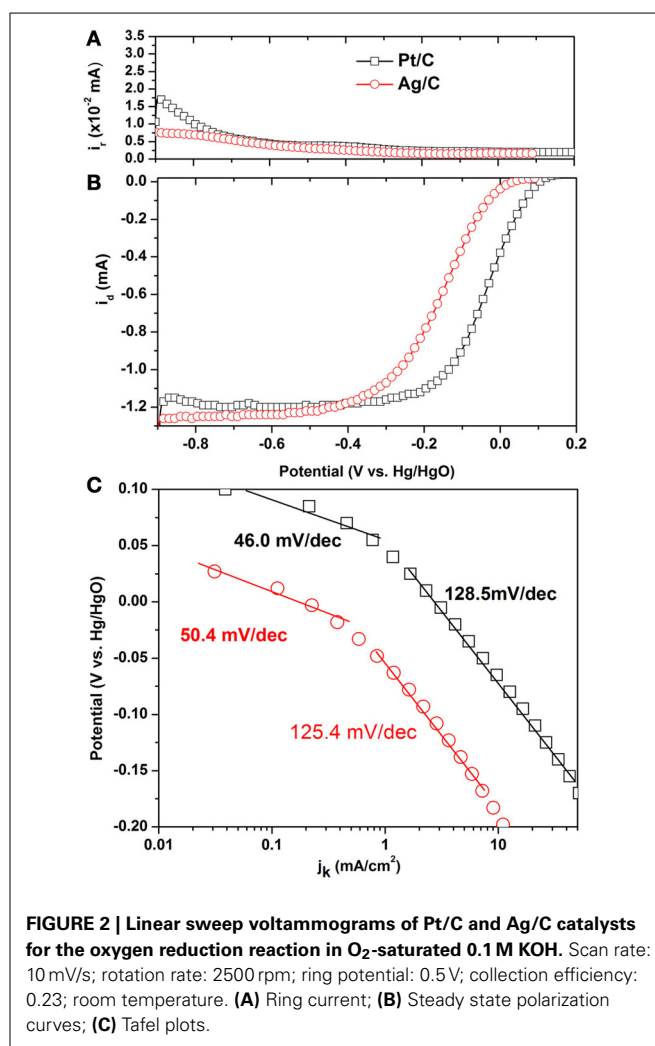 A
i_r (x10⁻² mA)
3.5
3.0
2.5
2.0
1.5
1.0
0.5
0.0
Pt/C
Ag/C
B
i_d (mA)
0.0
-0.2
-0.4
-0.6
-0.8
-1.0
-1.2
-0.8 -0.6 -0.4 -0.2 0.0 0.2
Potential (V vs. Hg/HgO)
C
Potential (V vs. Hg/HgO)
0.10
0.05
0.00
-0.05
-0.10
-0.15
-0.20
46.0 mV/dec
128.5mV/dec
50.4 mV/dec
125.4 mV/dec
0.01 0.1 1 10
j_k (mA/cm²)
FIGURE 2 | Linear sweep voltammograms of Pt/C and Ag/C catalysts
for the oxygen reduction reaction in O₂-saturated 0.1 M KOH. Scan rate:
10 mV/s; rotation rate: 2500 rpm; ring potential: 0.5 V; collection efficiency:
0.23; room temperature. (A) Ring current; (B) Steady state polarization
curves; (C) Tafel plots.